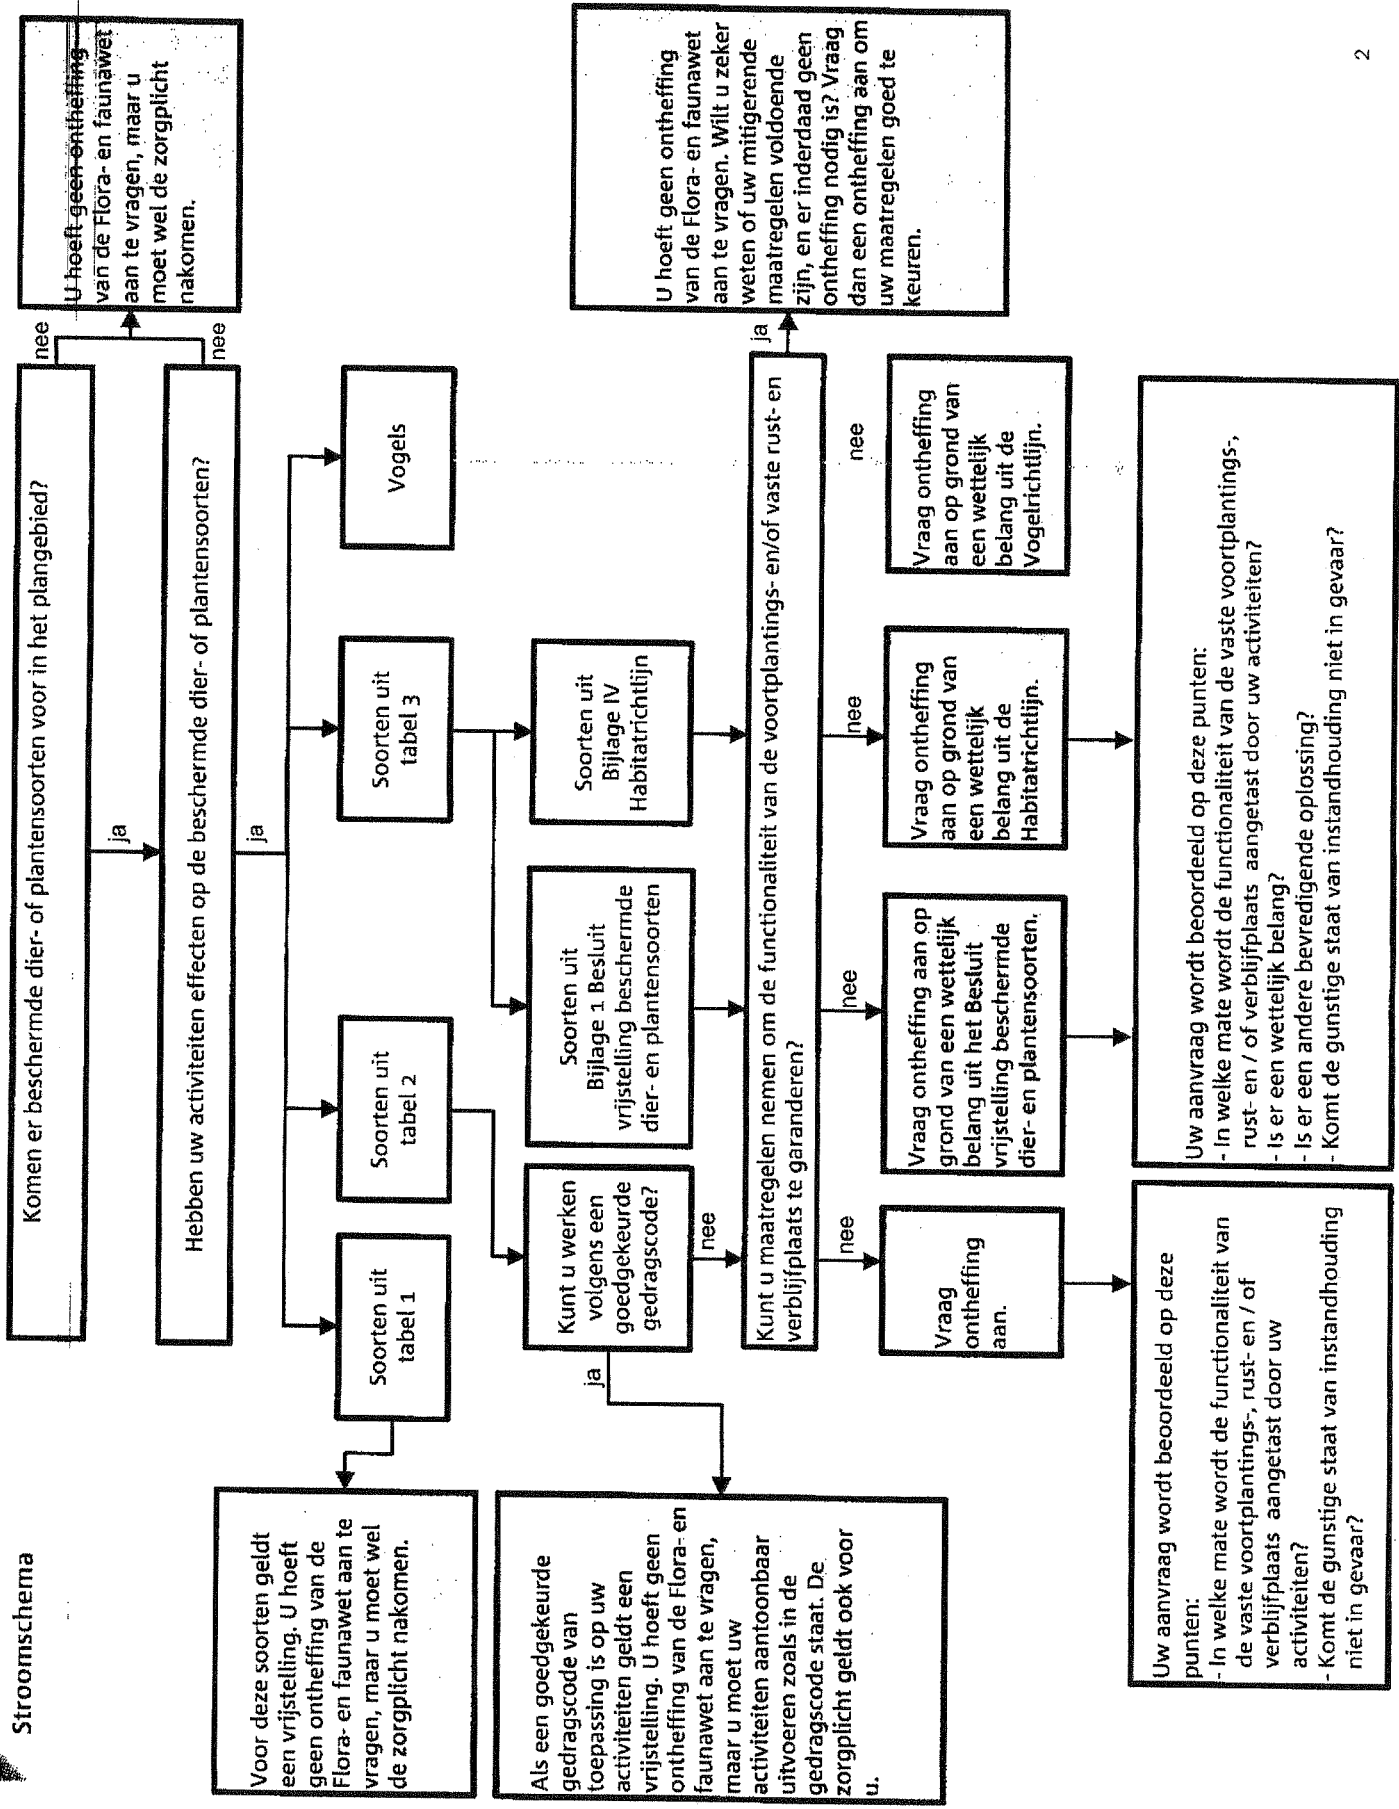 Stroomschema
Komen er beschermde dier- of plantensoorten voor in het plangebied?
nee
ja
Hebben uw activiteiten effecten op de beschermde dier- of plantensoorten?
nee
ja
U hoeft geen ontheffing
van de Flora- en faunawet
aan te vragen, maar u
moet wel de zorgplicht
nakomen.
Soorten uit
tabel 1
Soorten uit
tabel 2
Soorten uit
tabel 3
Vogels
Voor deze soorten geldt
een vrijstelling. U hoeft
geen ontheffing van de
Flora- en faunawet aan te
vragen, maar u moet wel
de zorgplicht nakomen.
Kunt u werken
volgens een
goedgekeurde
gedragscode?
ja
nee
Soorten uit
Bijlage 1 Besluit
vrijstelling beschermde
dier- en plantensoorten
Soorten uit
Bijlage IV
Habitatrichtlijn
Als een goedgekeurde
gedragscode van
toepassing is op uw
activiteiten geldt een
vrijstelling. U hoeft geen
ontheffing van de Flora- en
faunawet aan te vragen,
maar u moet uw
activiteiten aantoonbaar
uitvoeren zoals in de
gedragscode staat. De
zorgplicht geldt ook voor
u.
Kunt u maatregelen nemen om de functionaliteit van de voortplantings- en/of vaste rust- en
verblijfplaats te garanderen?
ja
U hoeft geen ontheffing
van de Flora- en faunawet
aan te vragen. Wilt u zeker
weten of uw mitigerende
maatregelen voldoende
zijn, en er inderdaad geen
ontheffing nodig is? Vraag
dan een ontheffing aan om
uw maatregelen goed te
keuren.
nee
nee
nee
nee
Vraag
ontheffing
aan.
Vraag ontheffing aan op
grond van een wettelijk
belang uit het Besluit
vrijstelling beschermde
dier- en plantensoorten.
Vraag ontheffing
aan op grond van
een wettelijk
belang uit de
Habitatrichtlijn.
Vraag ontheffing
aan op grond van
een wettelijk
belang uit de
Vogelrichtlijn.
Uw aanvraag wordt beoordeeld op deze
punten:
- In welke mate wordt de functionaliteit van
de vaste voortplantings-, rust- en / of
verblijfplaats aangetast door uw
activiteiten?
- Komt de gunstige staat van instandhouding
niet in gevaar?
Uw aanvraag wordt beoordeeld op deze punten:
- In welke mate wordt de functionaliteit van de vaste voortplantings-,
rust- en / of verblijfplaats aangetast door uw activiteiten?
- Is er een wettelijk belang?
- Is er een andere bevredigende oplossing?
- Komt de gunstige staat van instandhouding niet in gevaar?
2